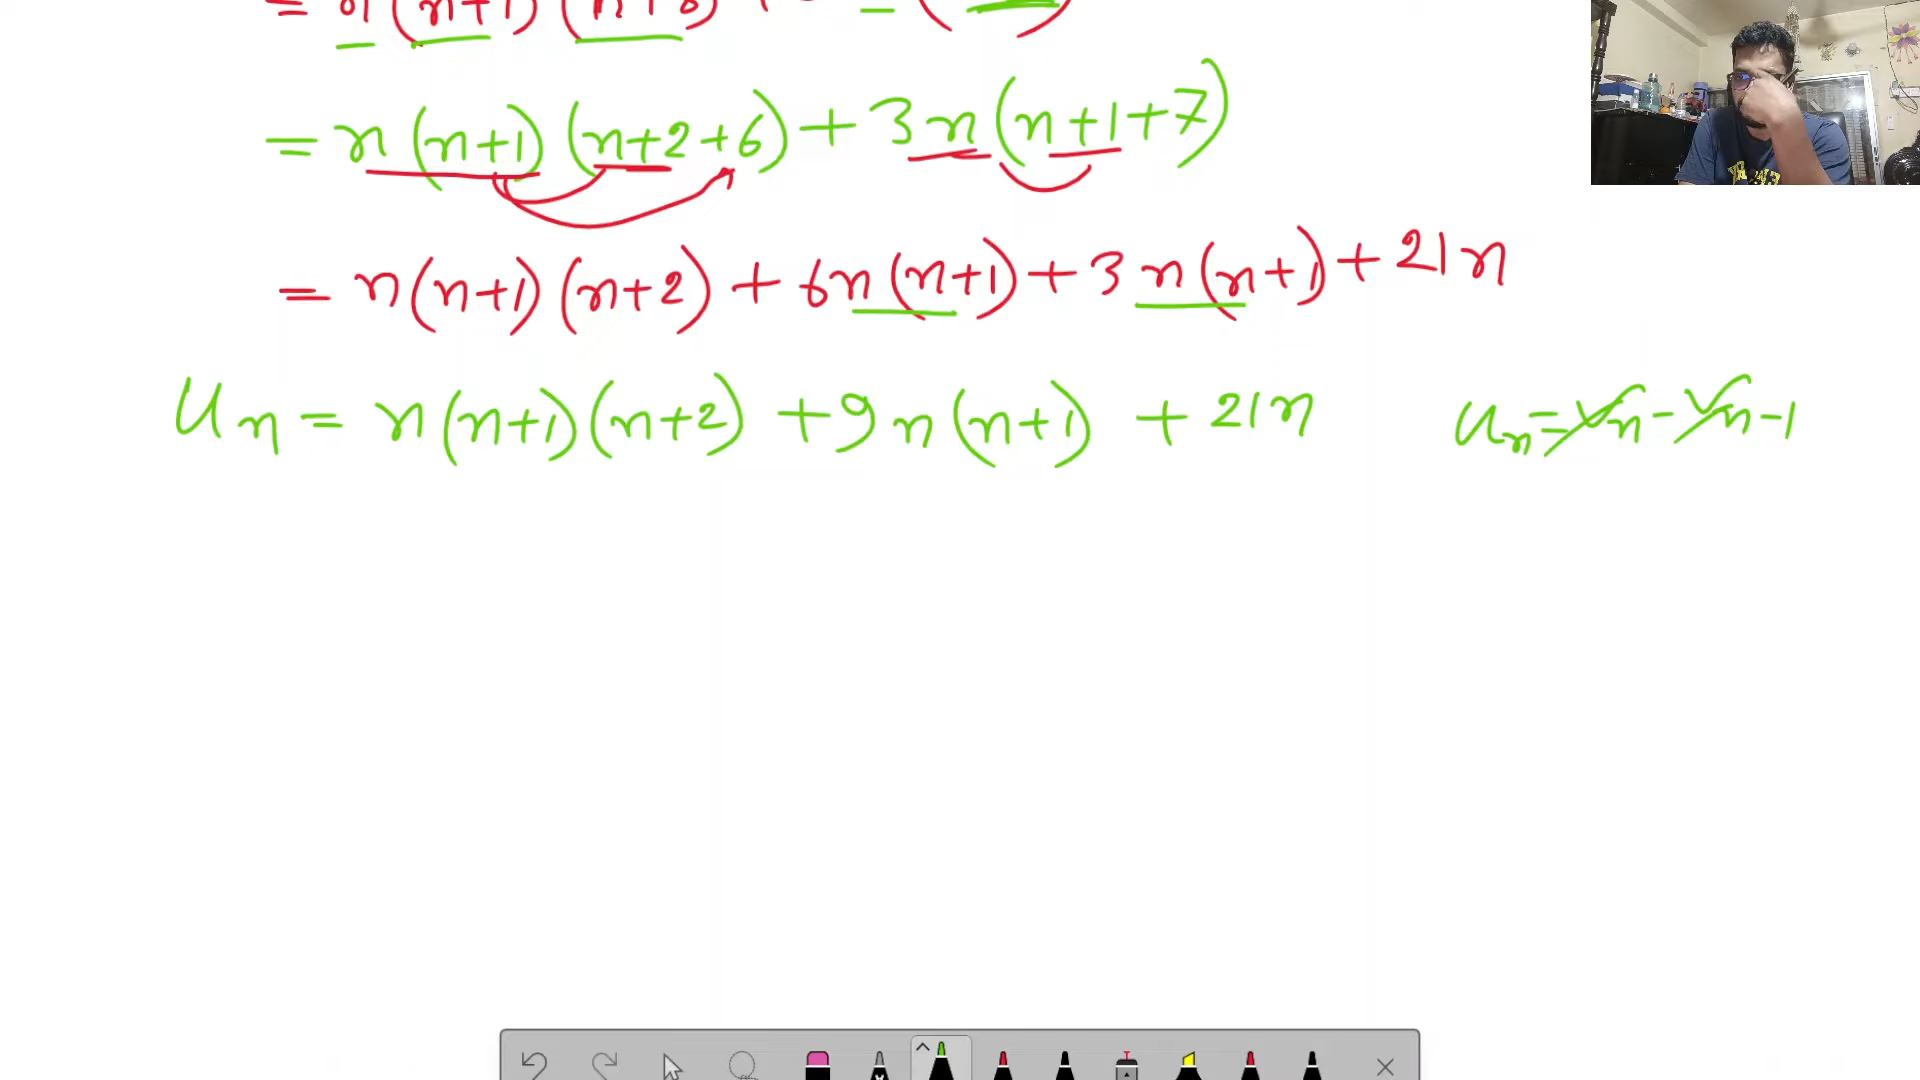 = n(n+1)(n+2+6)+3n(n+1+7)
= n(n+1)(n+2)+6n(n+1)+3n(n+1)+21n
Un = n(n+1)(n+2) +9n(n+1) +21n
Un=Vn-Vn-1